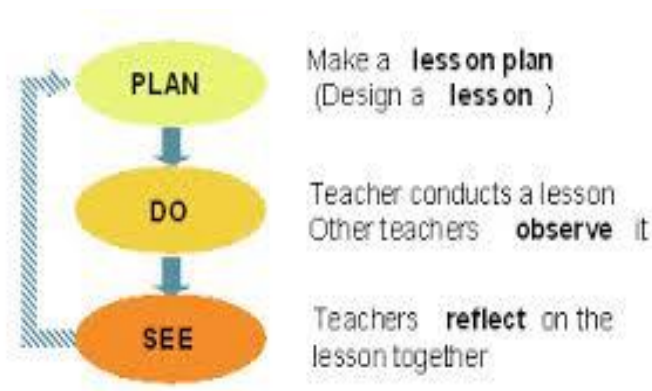 PLAN
Make a lesson plan
(Design a lesson )
DO
Teacher conducts a lesson
Other teachers observe it
SEE
Teachers reflect on the
lesson together